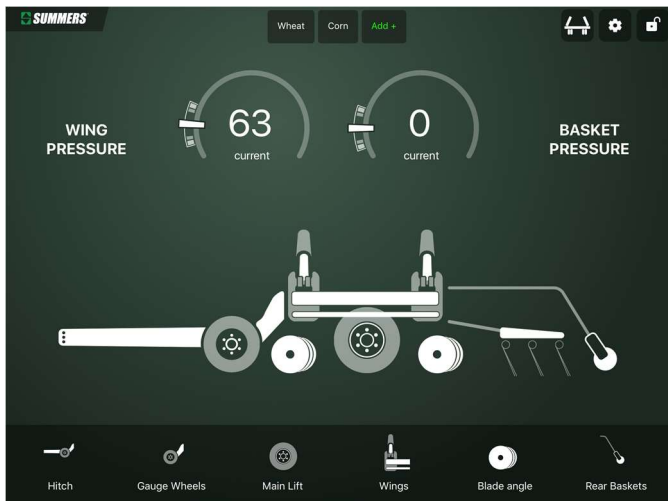 SUMMERS
Wheat
Corn
Add +
WING
PRESSURE
63
current
0
current
BASKET
PRESSURE
Hitch
Gauge Wheels
Main Lift
Wings
Blade angle
Rear Baskets